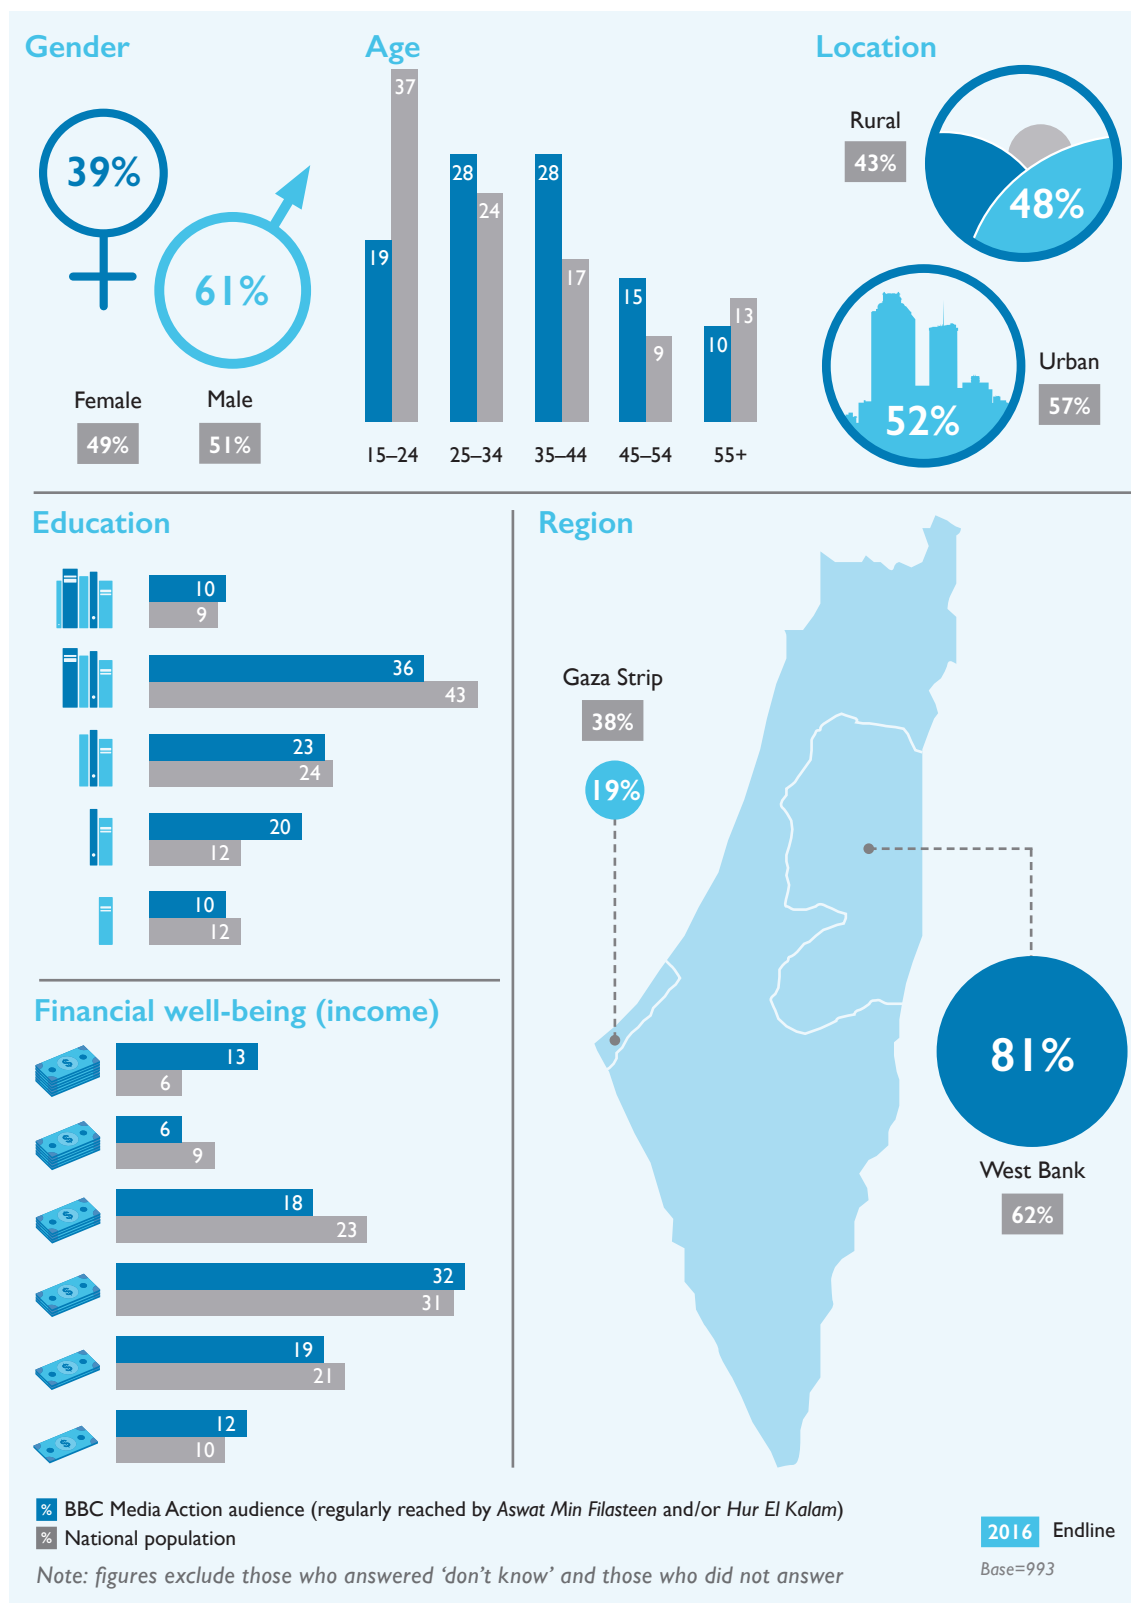 Gender
39%
61%
Female
Male
49%
51%
Age
37
28
28
24
19
17
15
13
10
9
15–24
25–34
35–44
45–54
55+
Location
Rural
43%
48%
Urban
57%
52%
Education
10
9
36
43
23
24
20
12
10
12
Financial well-being (income)
13
6
6
9
18
23
32
31
19
21
12
10
Region
Gaza Strip
38%
19%
81%
West Bank
62%
% BBC Media Action audience (regularly reached by Aswat Min Filasteen and/or Hur El Kalam)
% National population
Note: figures exclude those who answered ‘don’t know’ and those who did not answer
2016 Endline
Base=993